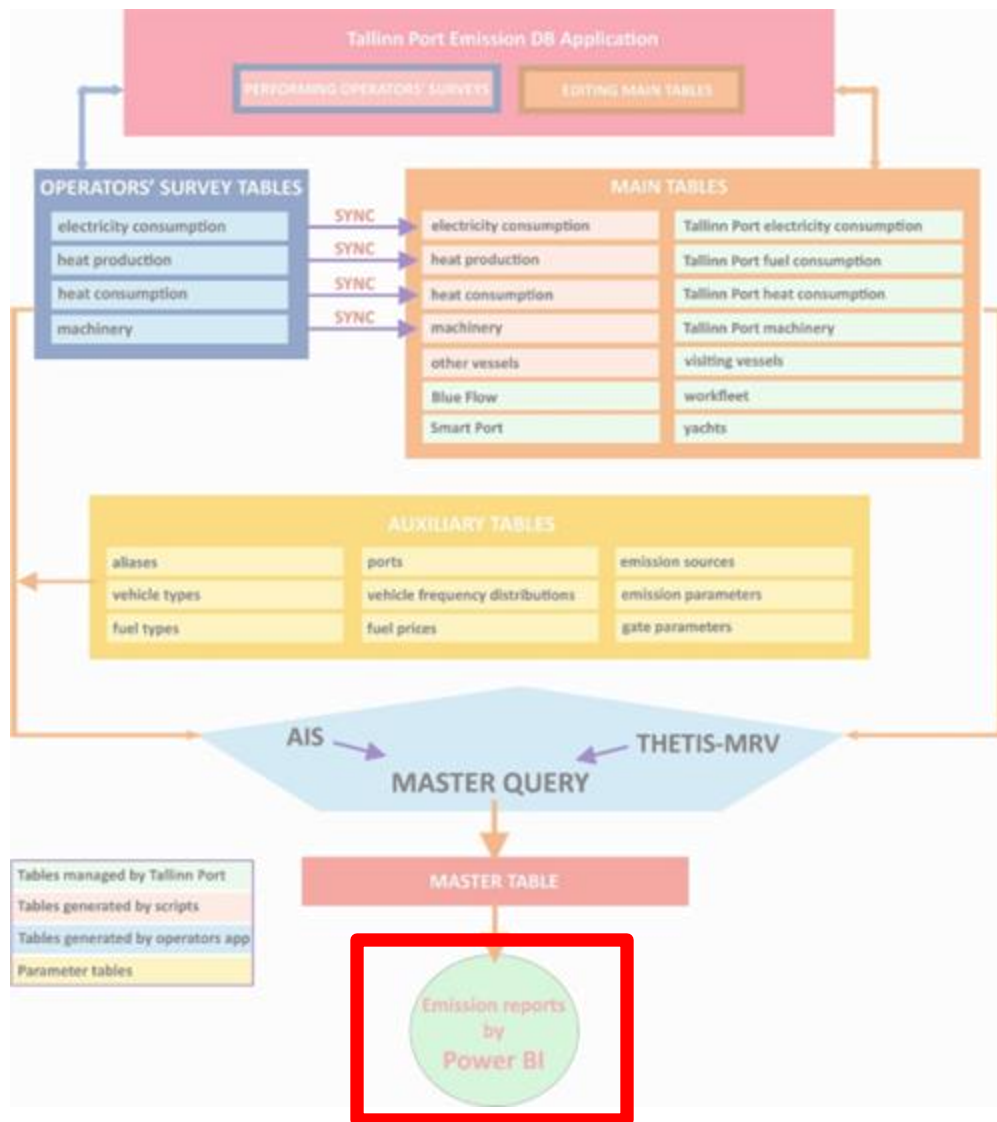 Tallinn Port Emission DB Application
PERFORMING OPERATORS' SURVEYS
EDITING MAIN TABLES
OPERATORS' SURVEY TABLES
electricity consumption
heat production
heat consumption
machinery
SYNC
SYNC
SYNC
SYNC
MAIN TABLES
electricity consumption
heat production
heat consumption
machinery
other vessels
Blue Flow
Smart Port
Tallinn Port electricity consumption
Tallinn Port fuel consumption
Tallinn Port heat consumption
Tallinn Port machinery
visiting vessels
workfleet
yachts
AUXILIARY TABLES
aliases
vehicle types
fuel types
ports
vehicle frequency distributions
fuel prices
emission sources
emission parameters
gate parameters
AIS
THETIS-MRV
MASTER QUERY
MASTER TABLE
Tables managed by Tallinn Port
Tables generated by scripts
Tables generated by operators app
Parameter tables
Emission reports
by
Power BI